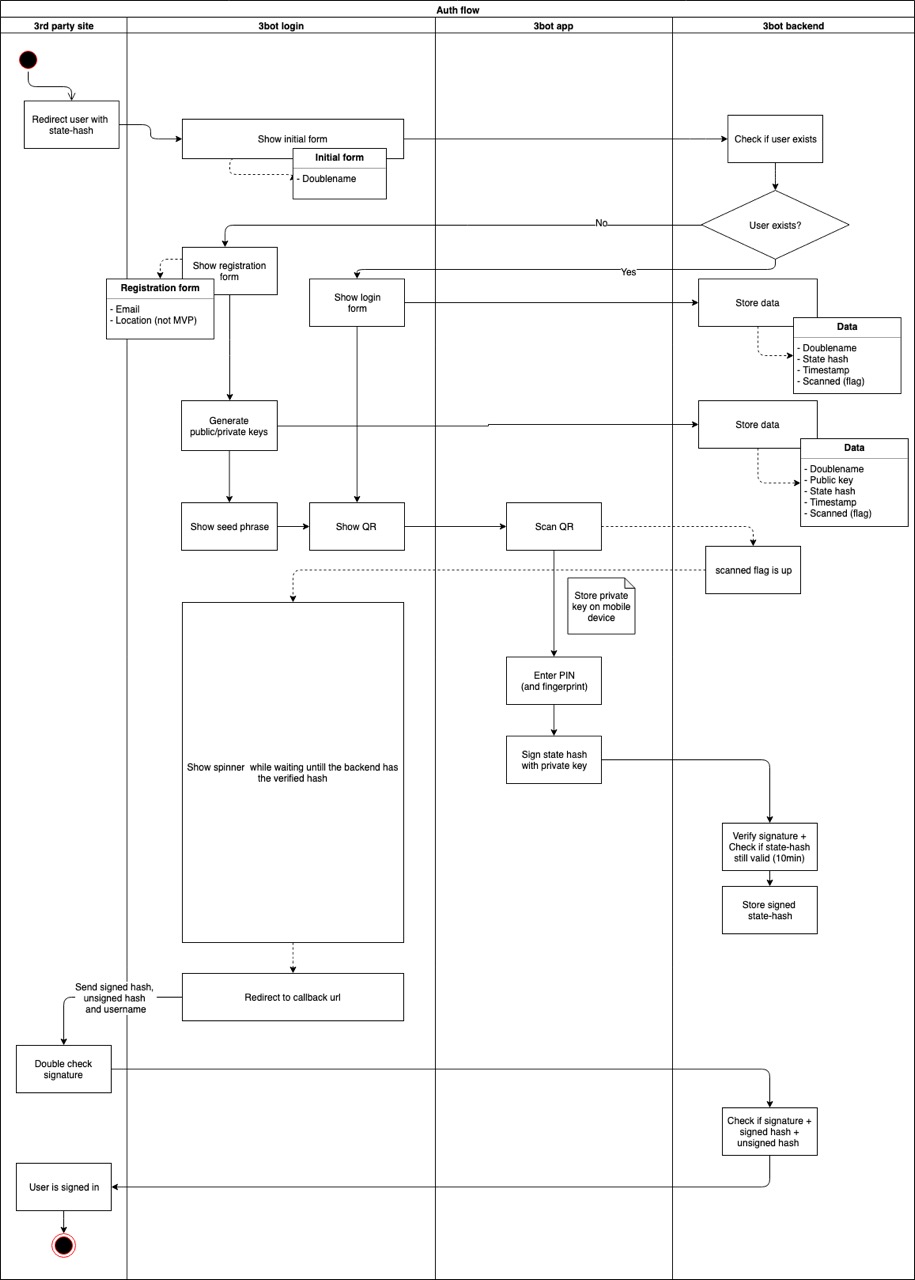 Auth flow
3rd party site
3bot login
3bot app
3bot backend
Redirect user with
state-hash
Show initial form
Check if user exists
Initial form
- Doublename
User exists?
No
Show registration
form
Yes
Registration form
- Email
- Location (not MVP)
Show login
form
Store data
Data
- Doublename
- State hash
- Timestamp
- Scanned (flag)
Generate
public/private keys
Store data
Data
- Doublename
- Public key
- State hash
- Timestamp
- Scanned (flag)
Show seed phrase
Show QR
Scan QR
scanned flag is up
Store private
key on mobile
device
Enter PIN
(and fingerprint)
Sign state hash
with private key
Show spinner  while waiting untill the backend has
the verified hash
Verify signature +
Check if state-hash
still valid (10min)
Store signed
state-hash
Send signed hash,
unsigned hash
and username
Redirect to callback url
Double check
signature
Check if signature +
signed hash +
unsigned hash
User is signed in